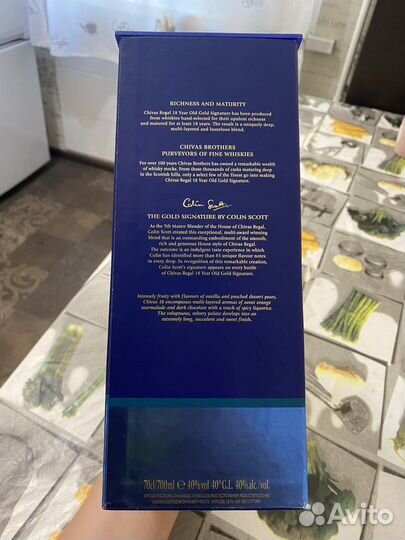 RICHNESS AND MATURITY
Chivas Regal 18 Year Old Gold Signature has been produced
from whiskies hand-selected for their opulent richness
and matured for at least 18 years. The result is a uniquely deep,
multi-layered and luxurious blend.
CHIVAS BROTHERS
PURVEYORS OF FINE WHISKIES
For over 100 years Chivas Brothers has owned a remarkable wealth
of whisky stocks. From these thousands of casks maturing deep
in the Scottish hills, only a select few of the finest go into making
Chivas Regal 18 Year Old Gold Signature.
Colin Scott
THE GOLD SIGNATURE BY COLIN SCOTT
As the 5th Master Blender of the House of Chivas Regal,
Colin Scott created this exceptional, multi-award winning
blend that is an outstanding embodiment of the smooth,
rich and generous House style of Chivas Regal.
The outcome is an indulgent taste experience in which
Colin has identified more than 85 unique flavour notes
in every drop. In recognition of this remarkable creation,
Colin Scott's signature appears on every bottle
of Chivas Regal 18 Year Old Gold Signature.
Intensely fruity with flavours of vanilla and poached dessert pears,
Chivas 18 encompasses multi-layered aromas of sweet orange
marmalade and dark chocolate with a touch of spicy liquorice.
The voluptuous, velvety palate develops into an
extremely long, succulent and sweet finish.
70cl/700ml ℮ 40%vol 40°G.L. 40%alc./vol.
Avito